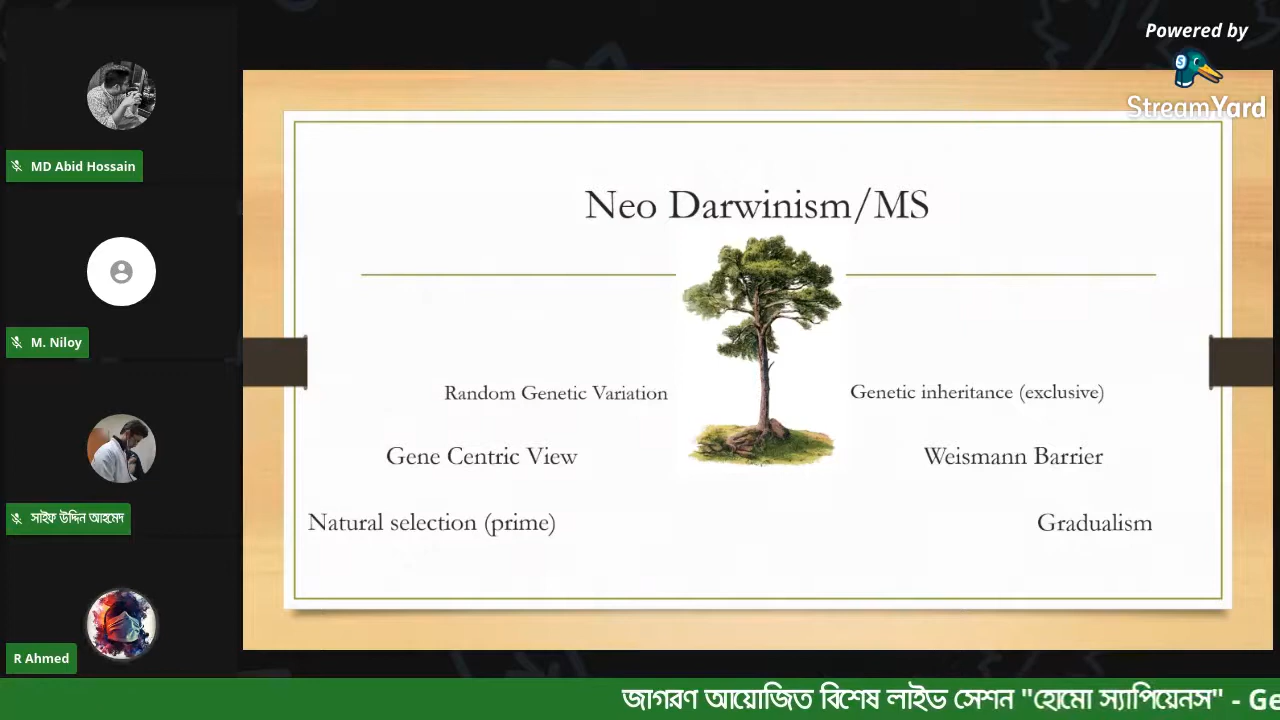 Powered by
StreamYard
MD Abid Hossain
M. Niloy
সাইফ উদ্দিন আহমেদ
R Ahmed
Neo Darwinism/MS
Random Genetic Variation
Genetic inheritance (exclusive)
Gene Centric View
Weismann Barrier
Natural selection (prime)
Gradualism
জাগরণ আয়োজিত বিশেষ লাইভ সেশন "হোমো স্যাপিয়েনস" - Ge